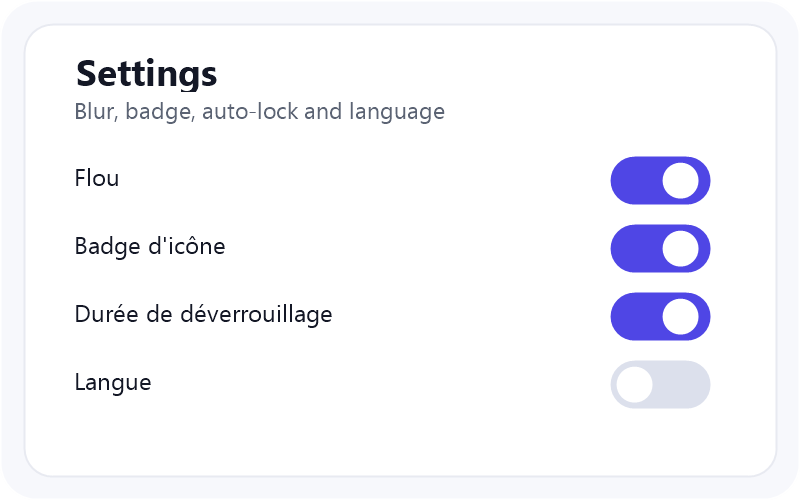 Settings
Blur, badge, auto-lock and language
Flou
Badge d'icône
Durée de déverrouillage
Langue